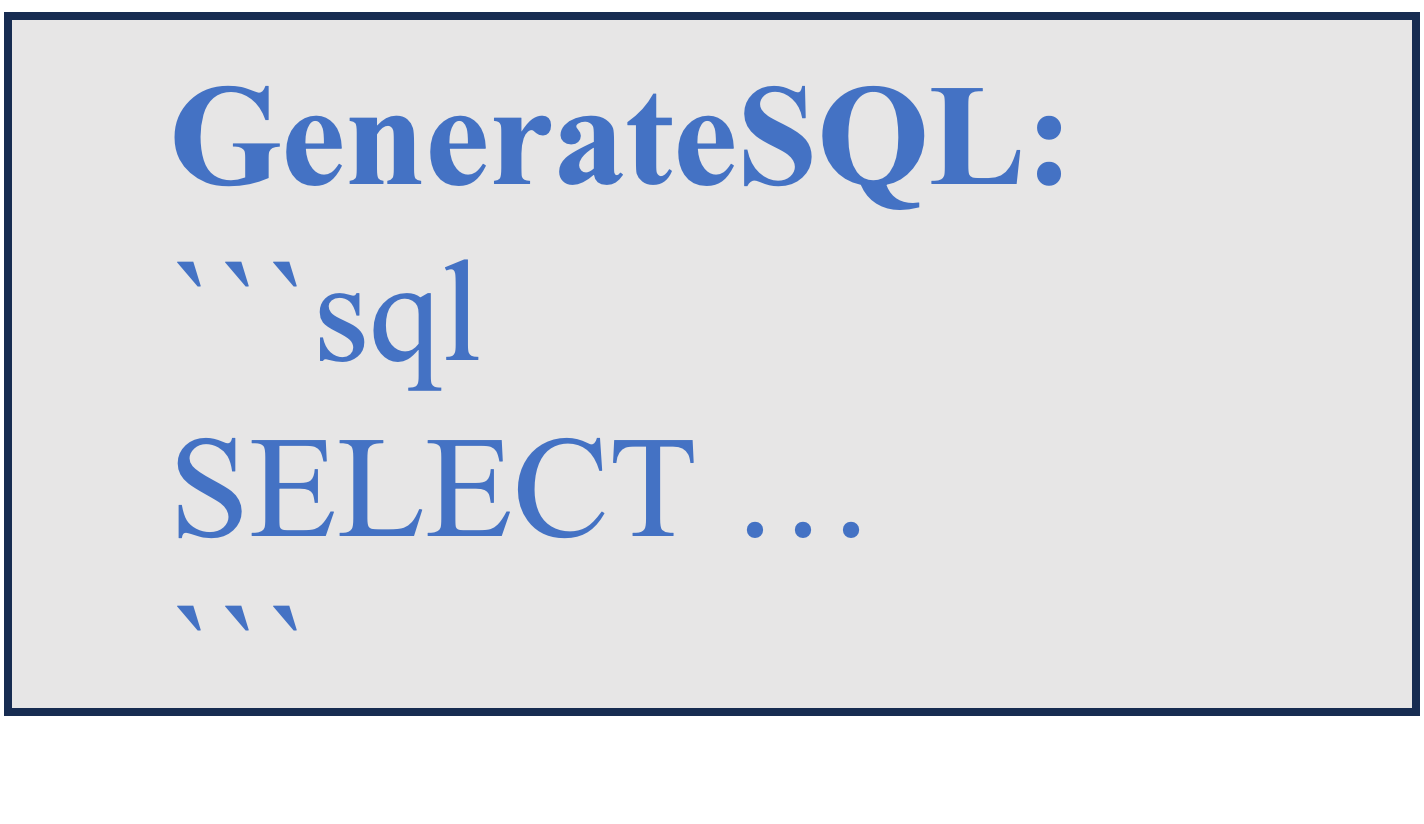 GenerateSQL:
```sql
SELECT …
```